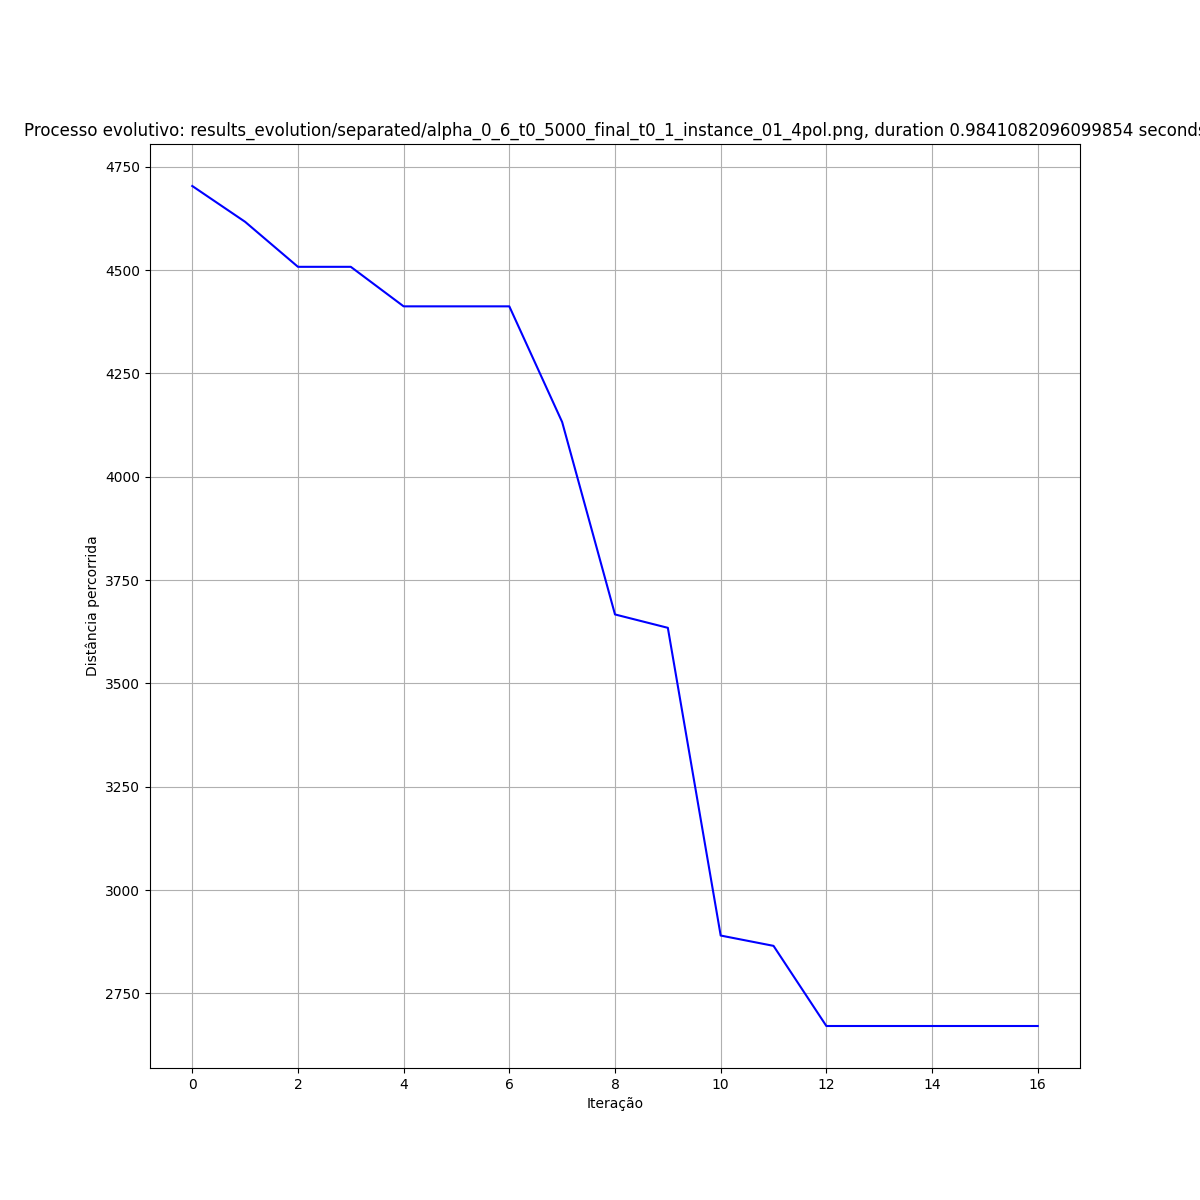 Processo evolutivo: results_evolution/separated/alpha_0_6_t0_5000_final_t0_1_instance_01_4pol.png, duration 0.9841082096099854 seconds
4750
4500
4250
4000
3750
3500
3250
3000
2750
Distância percorrida
0 2 4 6 8 10 12 14 16
Iteração